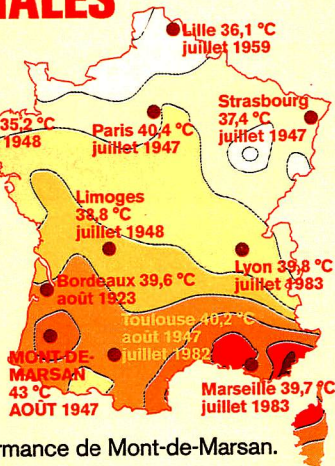 Lille 36,1 °C
juillet 1959
Strasbourg
37,4 °C
juillet 1947
35,2 °C
1948
Paris 40,4 °C
juillet 1947
Limoges
38,8 °C
juillet 1948
Lyon 39,8 °C
juillet 1983
Bordeaux 39,6 °C
août 1923
Toulouse 40,2 °C
août 1947
juillet 1982
MONT-DE-
MARSAN
43 °C
AOÛT 1947
Marseille 39,7 °C
juillet 1983
de Mont-de-Marsan.